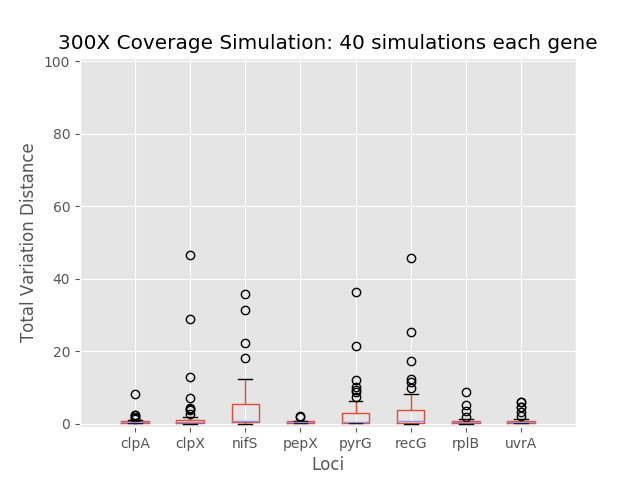 300X Coverage Simulation: 40 simulations each gene
100
80
60
40
20
0
Total Variation Distance
clpA clpX nifS pepX pyrG recG rplB uvrA
Loci